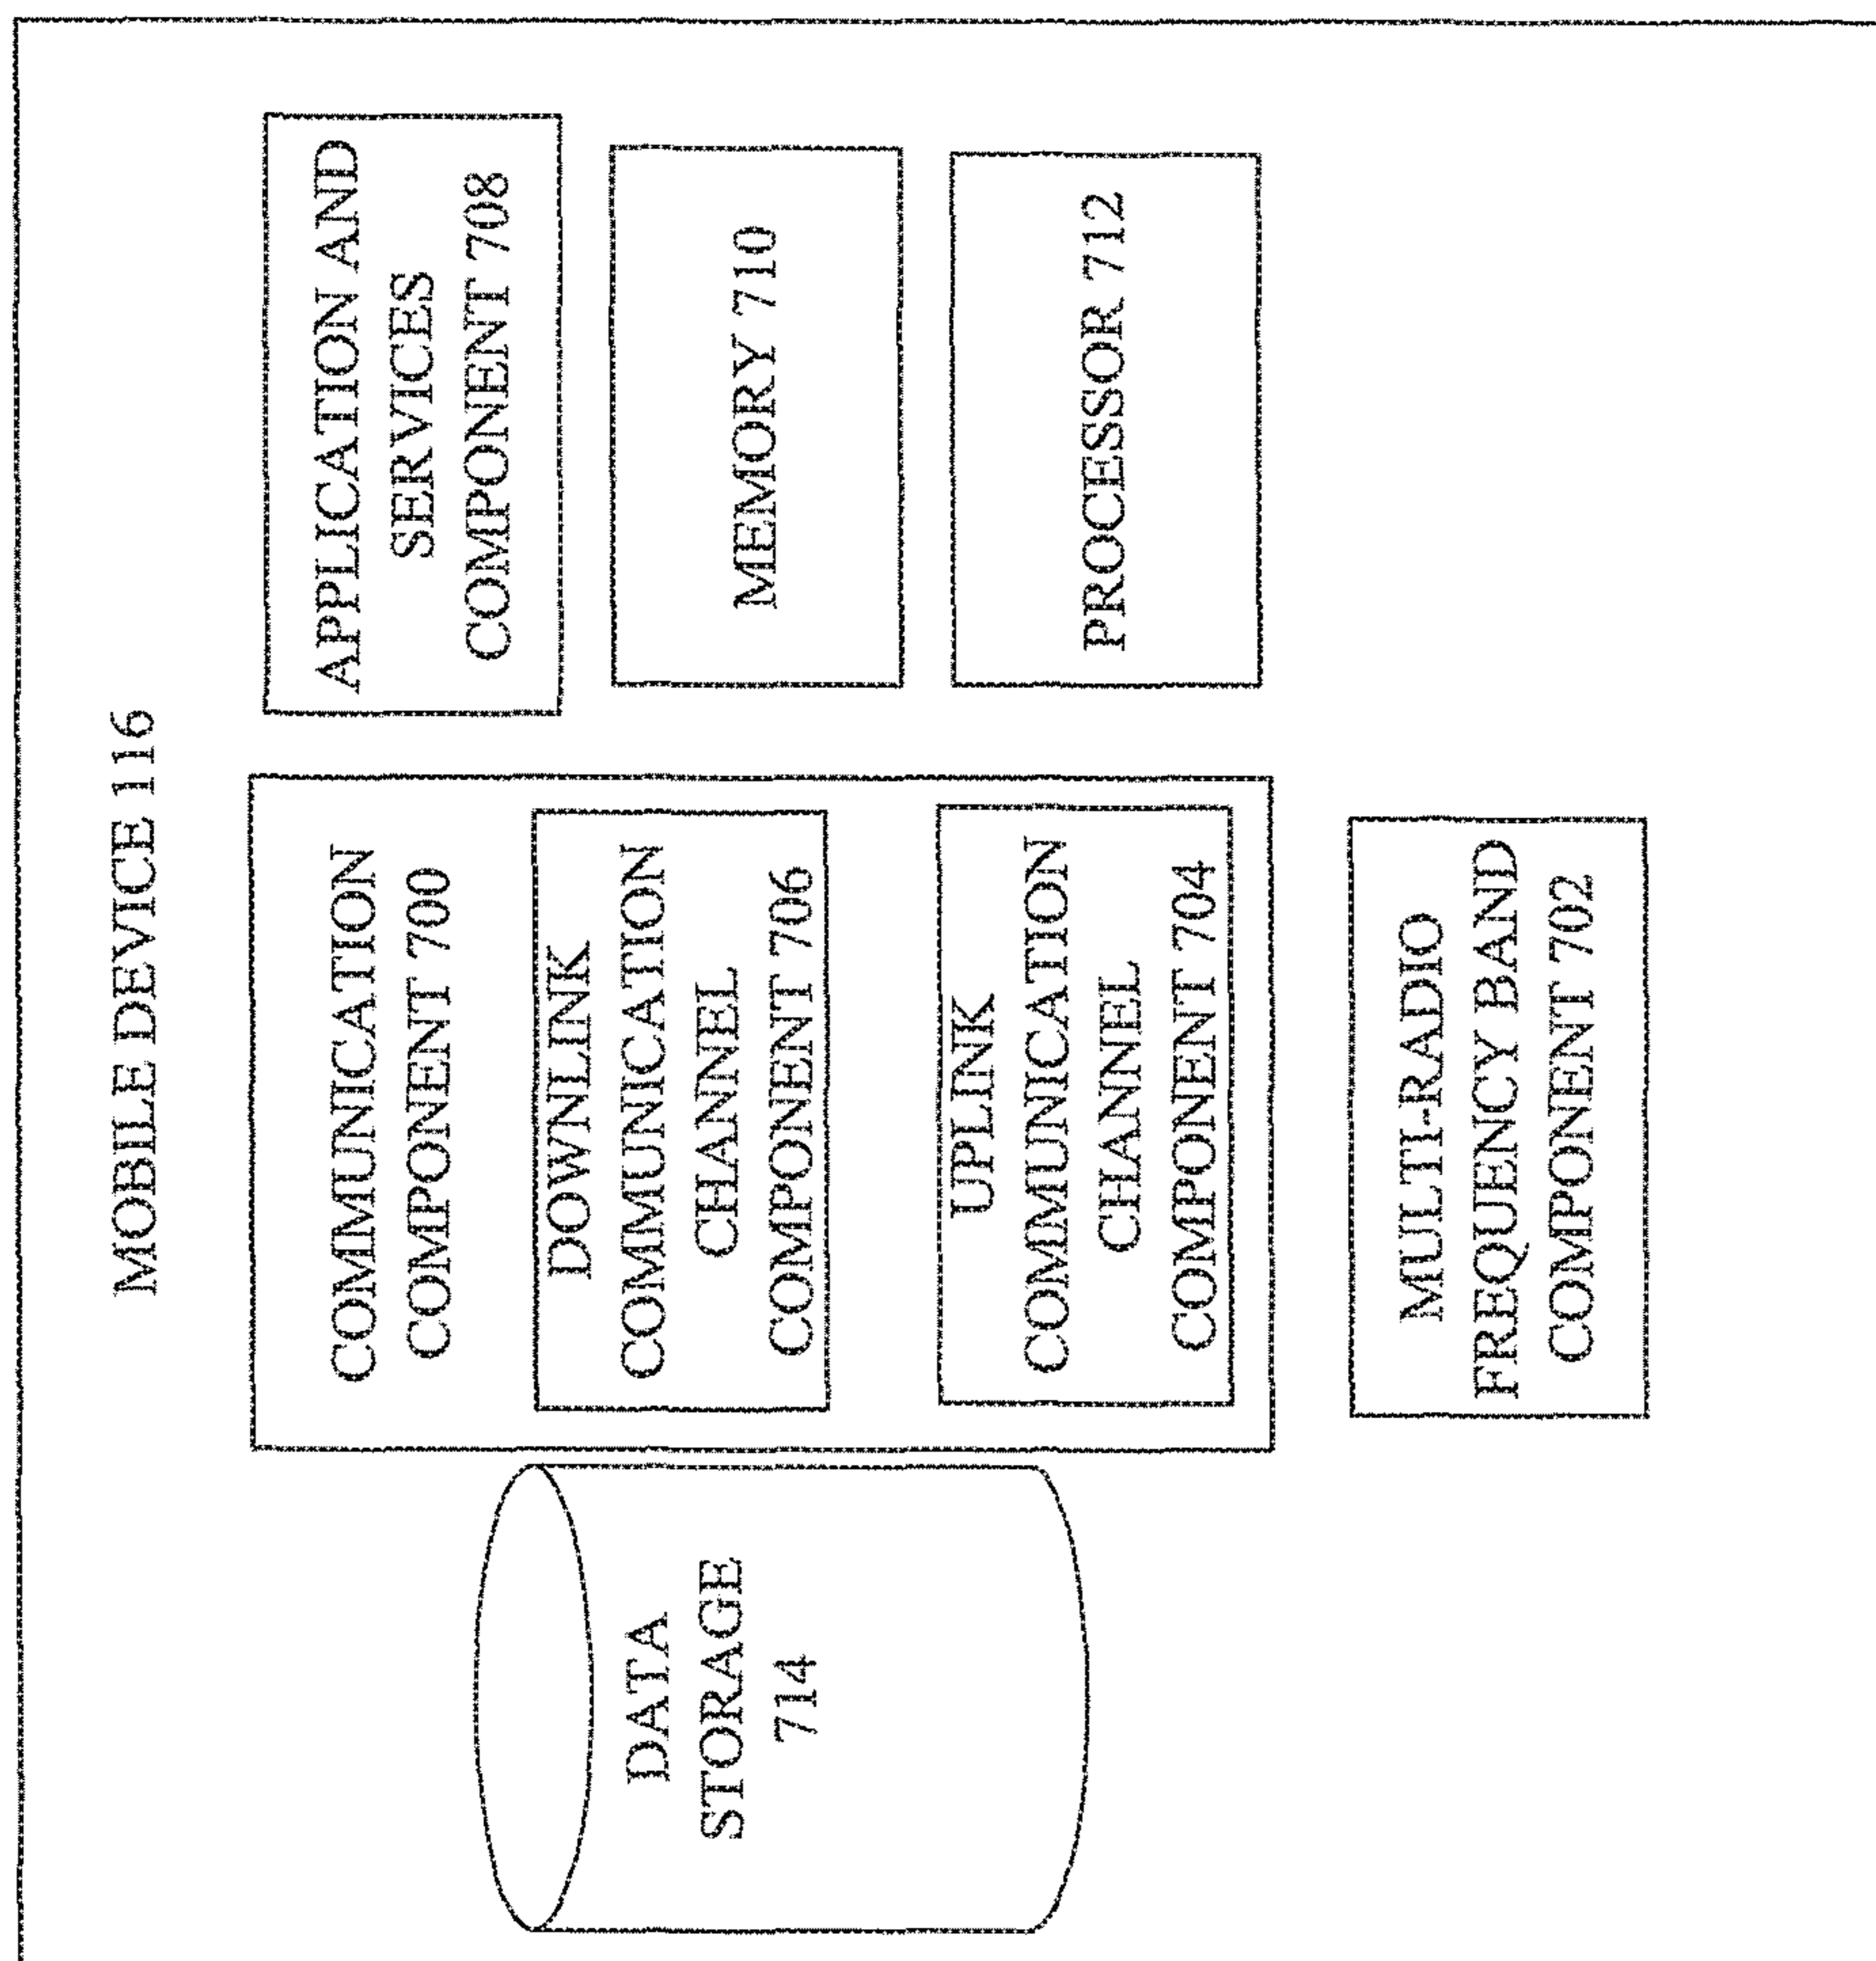 MOBILE DEVICE 116
DATA
STORAGE
714
COMMUNICATION
COMPONENT 700
DOWNLINK
COMMUNICATION
CHANNEL
COMPONENT 706
UPLINK
COMMUNICATION
CHANNEL
COMPONENT 704
MULTI-RADIO
FREQUENCY BAND
COMPONENT 702
APPLICATION AND
SERVICES
COMPONENT 708
MEMORY 710
PROCESSOR 712